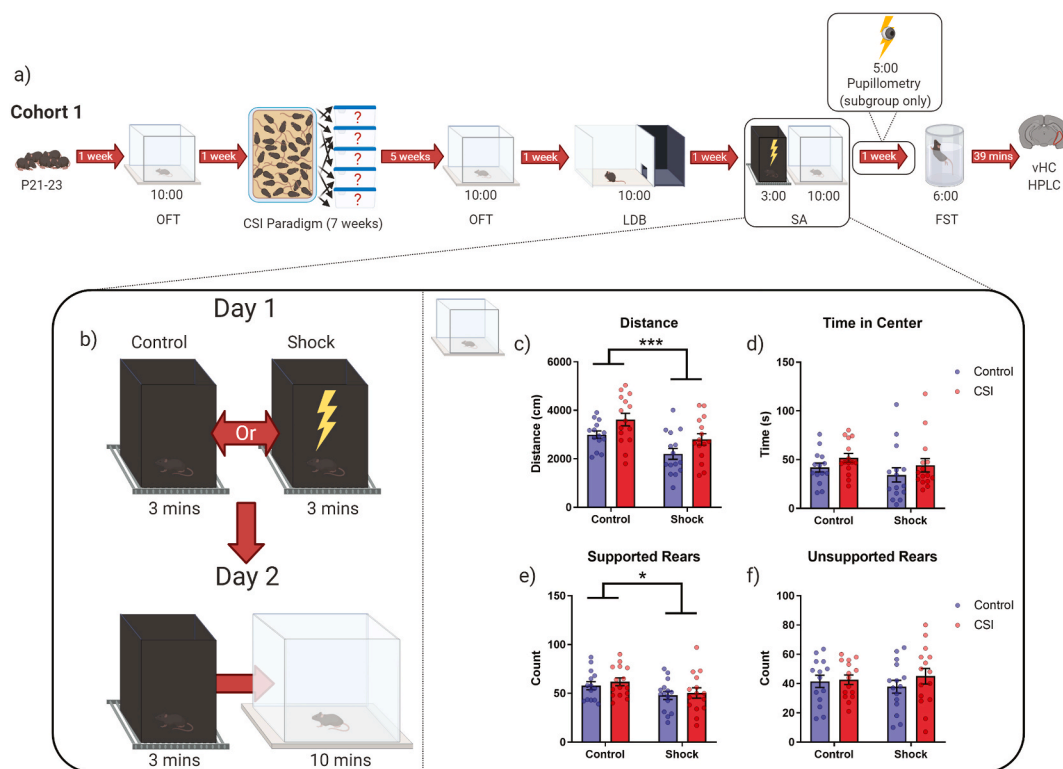 a)
Cohort 1
P21-23
1 week
10:00
OFT
1 week
?
?
?
?
?
CSI Paradigm (7 weeks)
5 weeks
10:00
OFT
1 week
10:00
LDB
1 week
3:00
10:00
SA
5:00
Pupillometry
(subgroup only)
1 week
6:00
FST
39 mins
vHC
HPLC
Day 1
b)
Control
Shock
Or
3 mins
3 mins
Day 2
3 mins
10 mins
c)
Distance
***
Distance (cm)
6000
4000
2000
0
Control
Shock
d)
Time in Center
Time (s)
150
100
50
0
Control
Shock
Control
CSI
e)
Supported Rears
*
Count
150
100
50
0
Control
Shock
f)
Unsupported Rears
Count
100
80
60
40
20
0
Control
Shock
Control
CSI